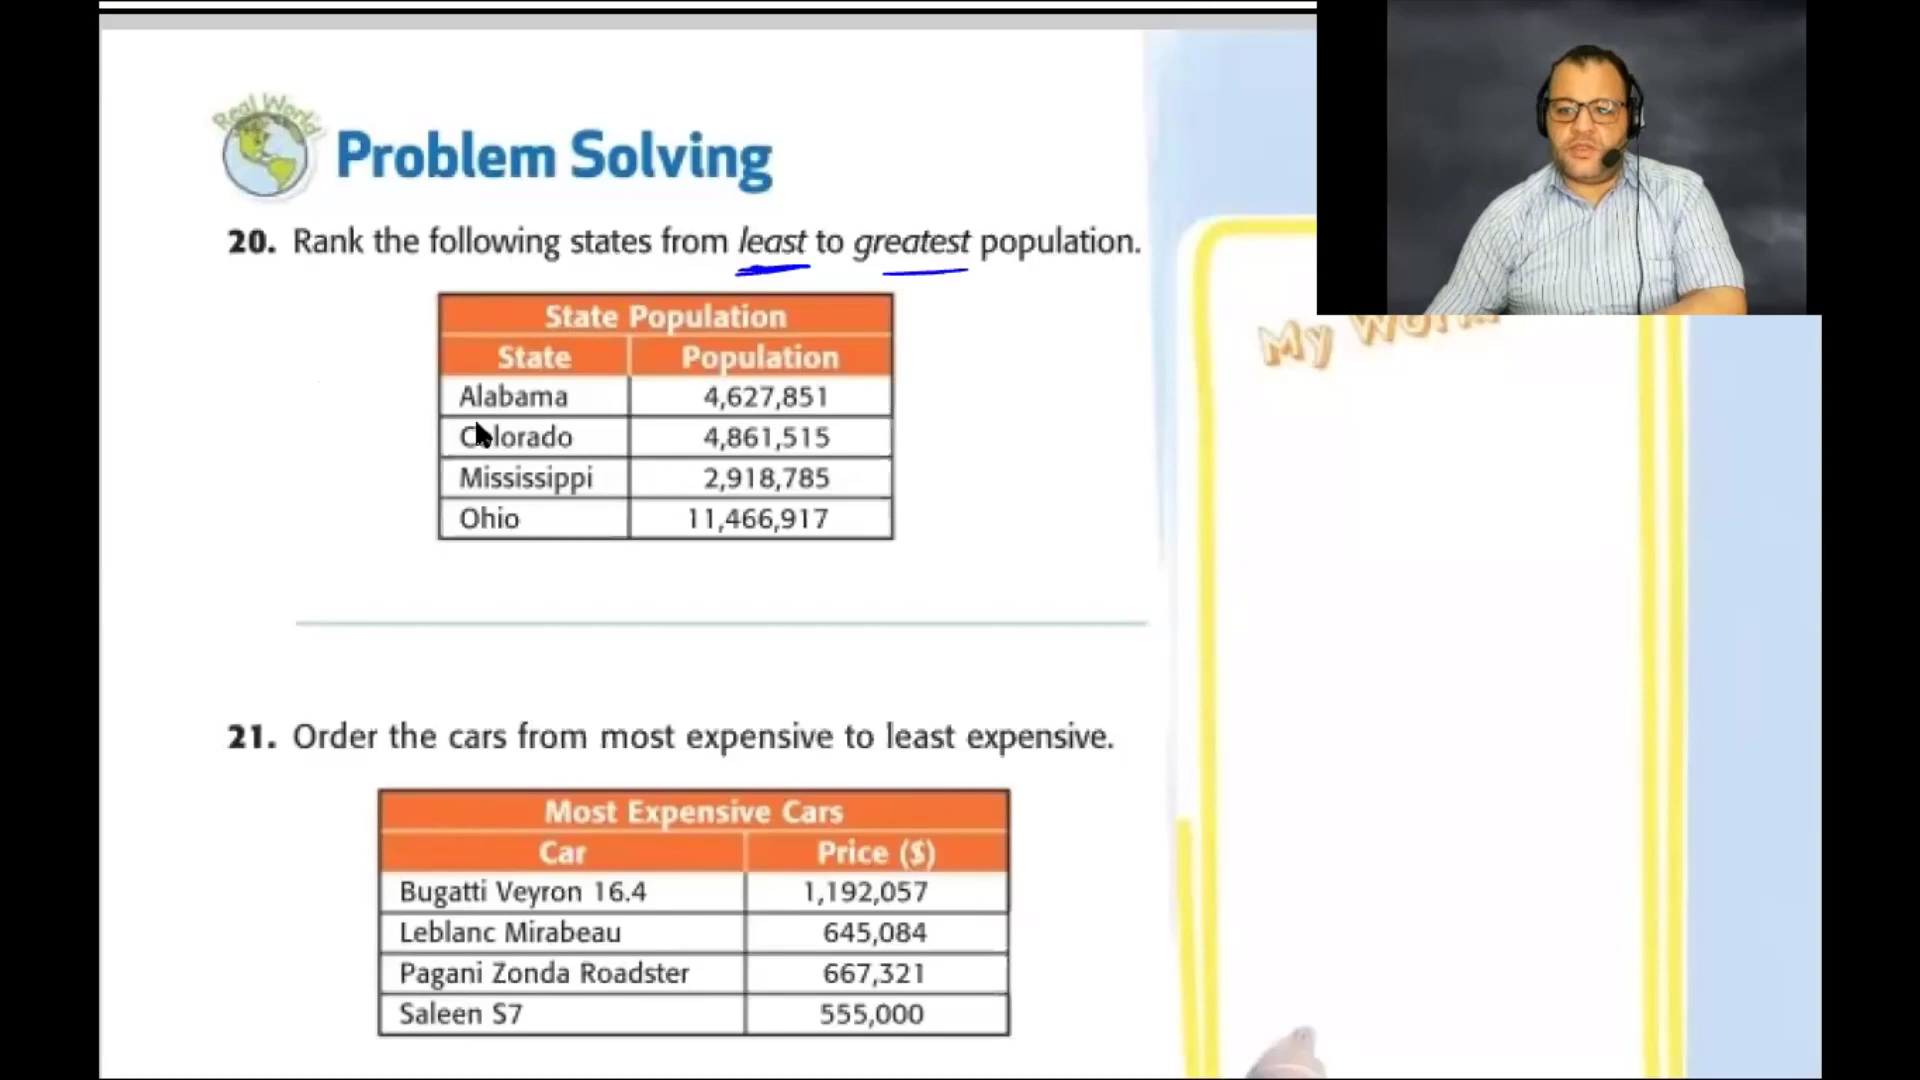 Real World
Problem Solving
20. Rank the following states from least to greatest population.
State Population
State Population
Alabama 4,627,851
Colorado 4,861,515
Mississippi 2,918,785
Ohio 11,466,917
My
21. Order the cars from most expensive to least expensive.
Most Expensive Cars
Car Price ($)
Bugatti Veyron 16.4 1,192,057
Leblanc Mirabeau 645,084
Pagani Zonda Roadster 667,321
Saleen S7 555,000